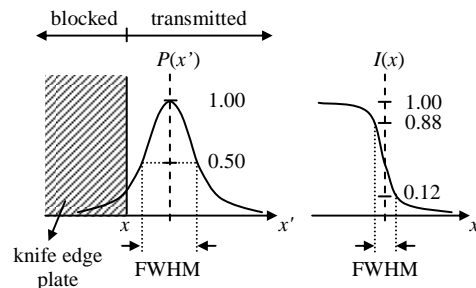 blocked transmitted
P(x')
1.00
0.50
x
x'
knife edge
plate
FWHM
I(x)
1.00
0.88
0.12
x
FWHM